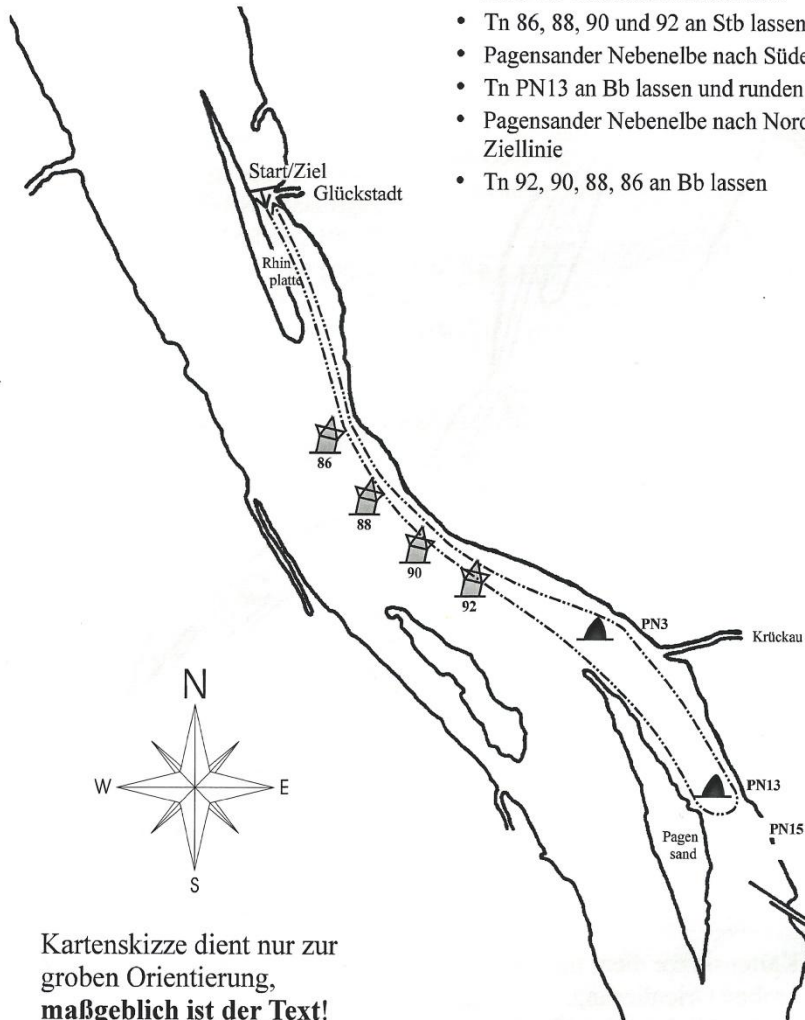 • Tn 86, 88, 90 und 92 an Stb lassen
• Pagensander Nebenelbe nach Süde
• Tn PN13 an Bb lassen und runden
• Pagensander Nebenelbe nach Nord
Ziellinie
• Tn 92, 90, 88, 86 an Bb lassen
Start/Ziel
Glückstadt
Rhin
platte
86
88
90
92
PN3
Krückau
N
W
E
S
PN13
PN15
Pagen
sand
Kartenskizze dient nur zur
groben Orientierung,
maßgeblich ist der Text!